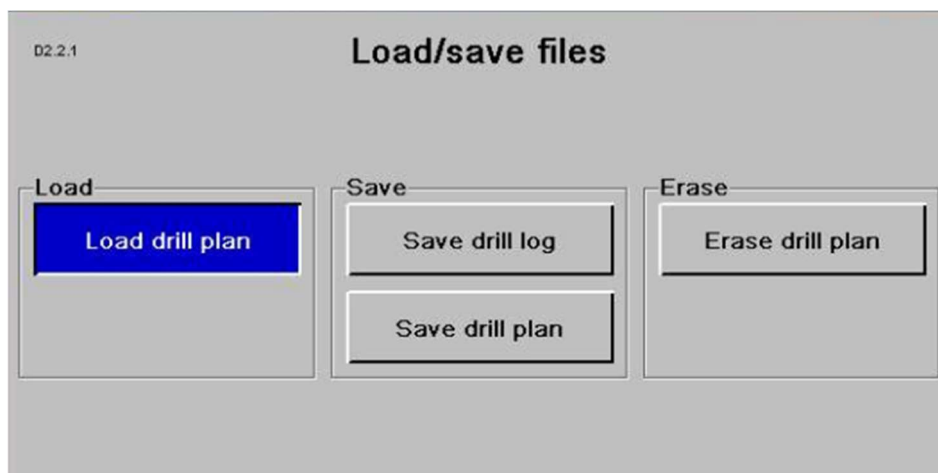 D2.2.1
Load/save files
Load
Load drill plan
Save
Save drill log
Save drill plan
Erase
Erase drill plan